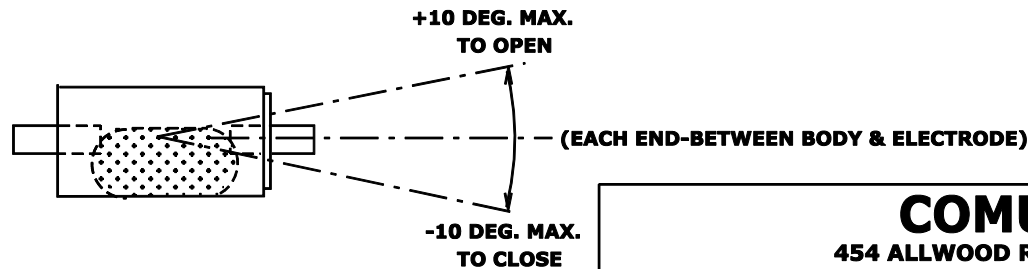 +10 DEG. MAX.
TO OPEN
(EACH END-BETWEEN BODY & ELECTRODE)
-10 DEG. MAX.
TO CLOSE
454 ALLWOOD